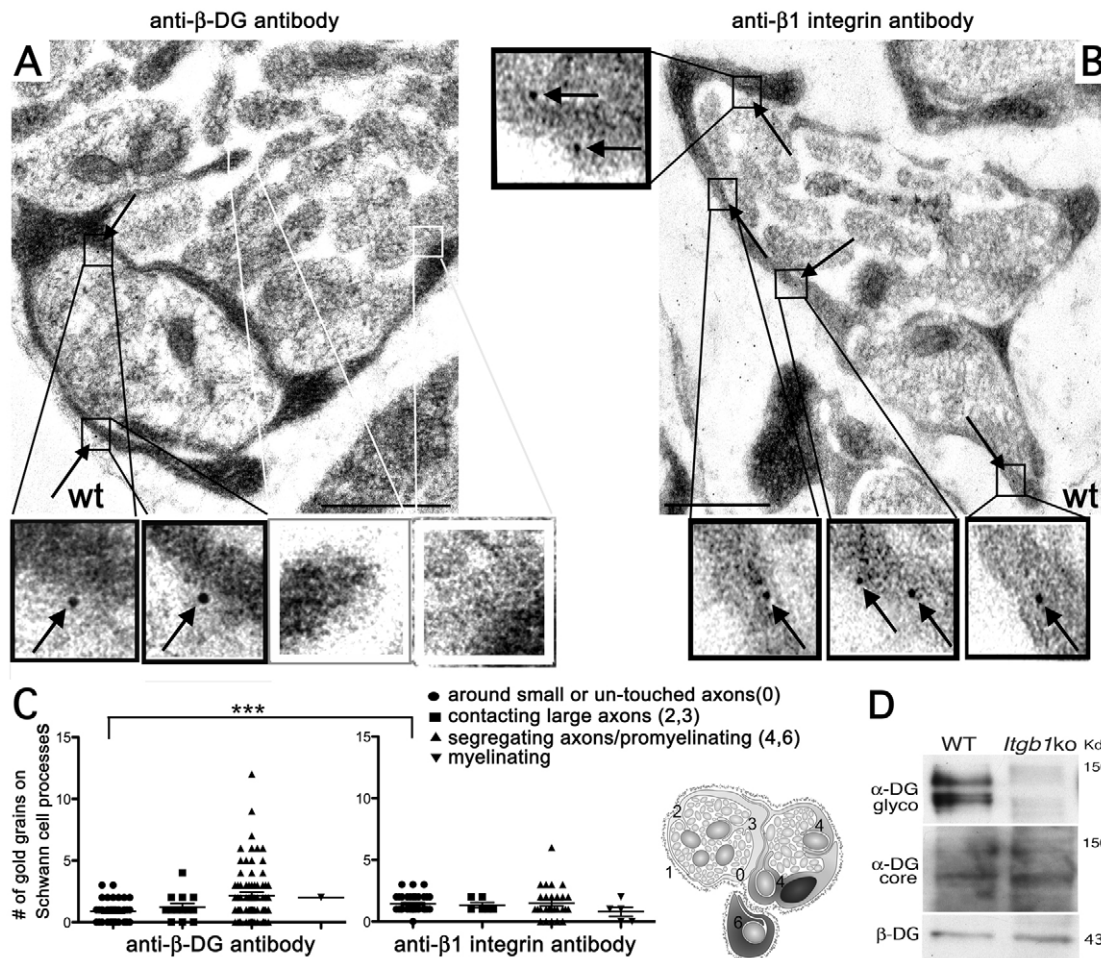 anti-β-DG antibody
anti-β1 integrin antibody
A
B
wt
wt
C
***
# of gold grains on
Schwann cell processes
15
10
5
0
anti-β-DG antibody
15
10
5
0
anti-β1 integrin antibody
● around small or un-touched axons(0)
■ contacting large axons (2,3)
▲ segregating axons/promyelinating (4,6)
▼ myelinating
2
3
4
1
0
4
6
D
WT
Itgb1ko
Kd
α-DG
glyco
150
α-DG
core
150
β-DG
43